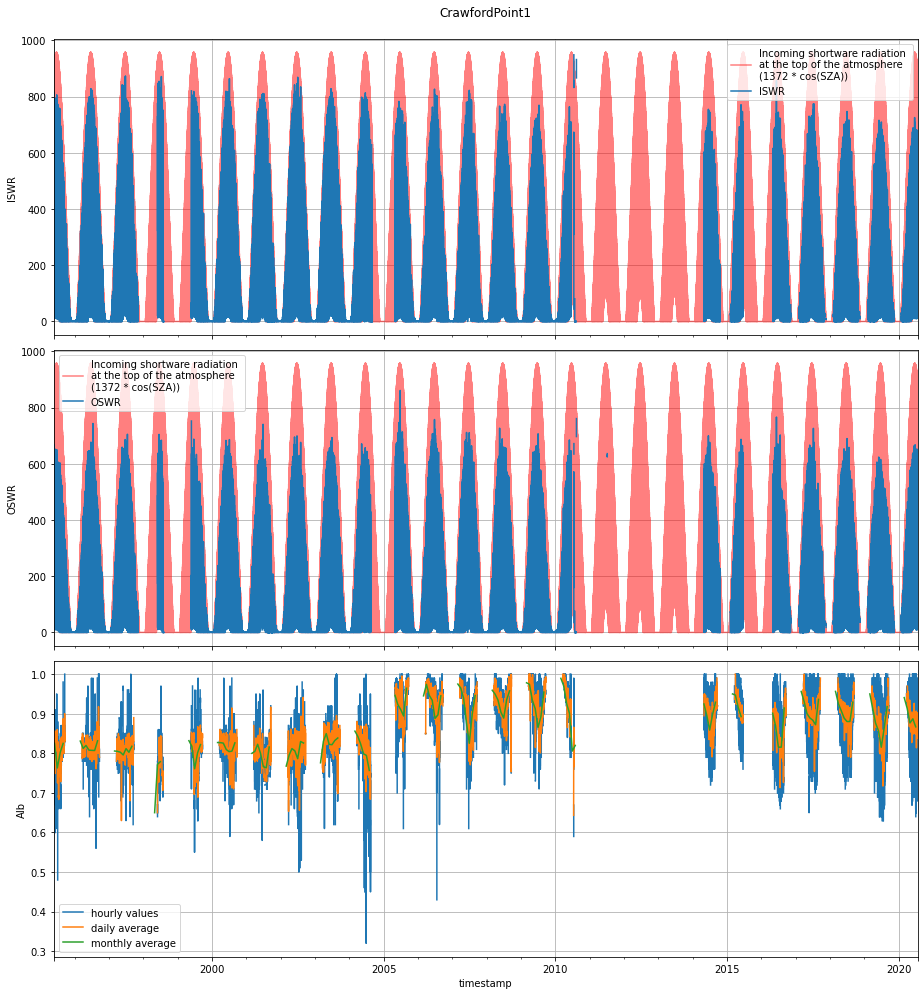 CrawfordPoint1
1000
800
600
400
200
0
ISWR
Incoming shortware radiation
at the top of the atmosphere
(1372 * cos(SZA))
ISWR
1000
800
600
400
200
0
OSWR
Incoming shortware radiation
at the top of the atmosphere
(1372 * cos(SZA))
OSWR
1.0
0.9
0.8
0.7
0.6
0.5
0.4
0.3
Alb
hourly values
daily average
monthly average
2000 2005 2010 2015 2020
timestamp